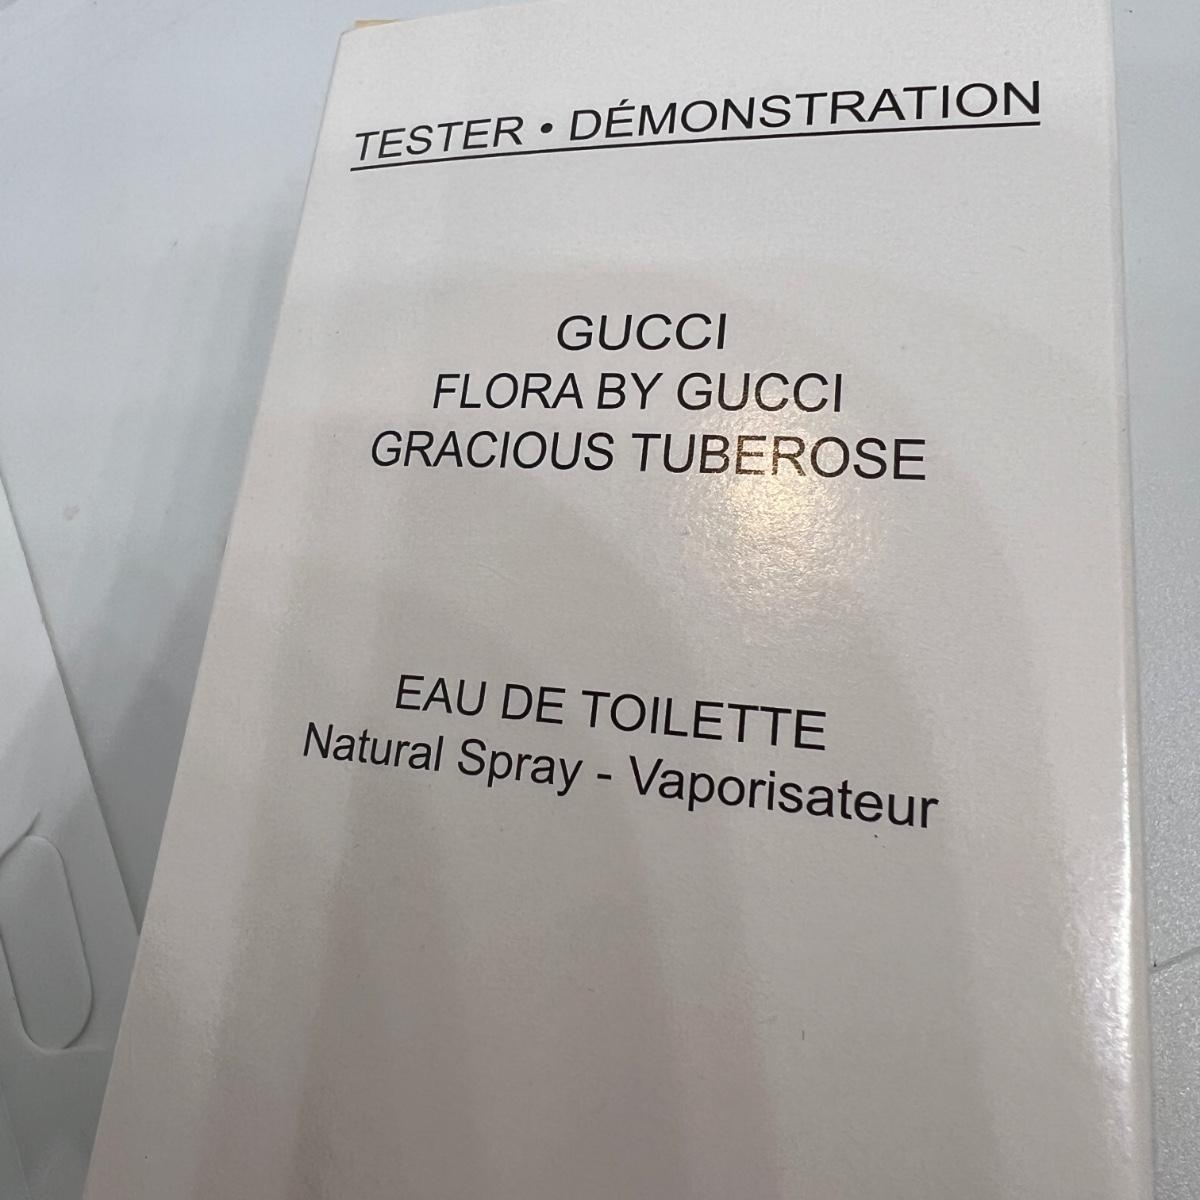 TESTER • DÉMONSTRATION
GUCCI
FLORA BY GUCCI
GRACIOUS TUBEROSE
EAU DE TOILETTE
Natural Spray - Vaporisateur